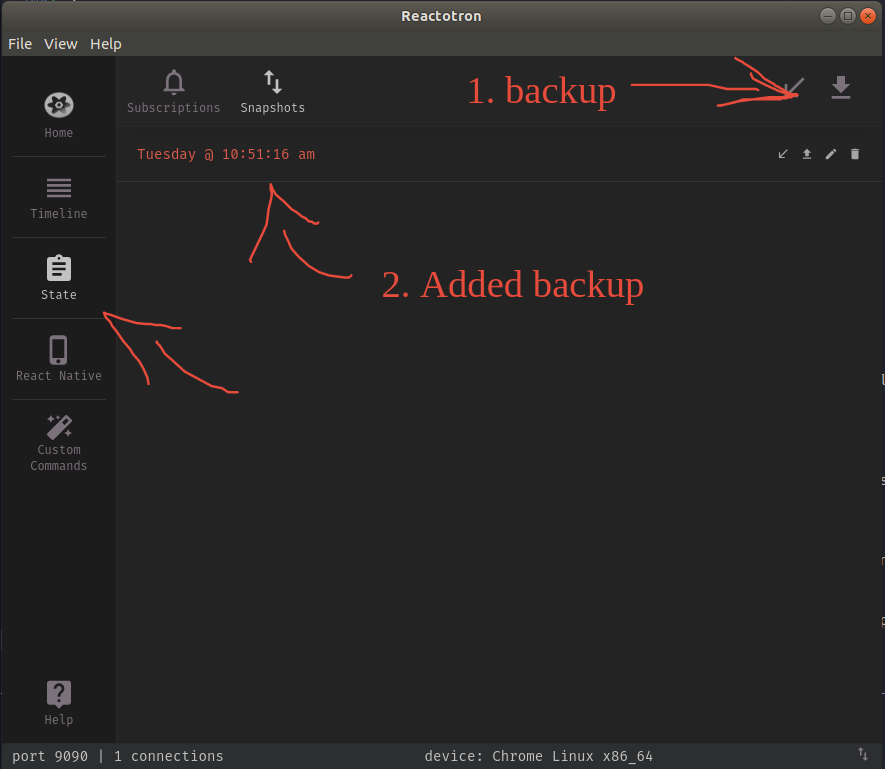 Reactotron
File View Help
Home
Timeline
State
React Native
Custom
Commands
Help
Subscriptions
Snapshots
1. backup
Tuesday @ 10:51:16 am
2. Added backup
port 9090 | 1 connections
device: Chrome Linux x86_64